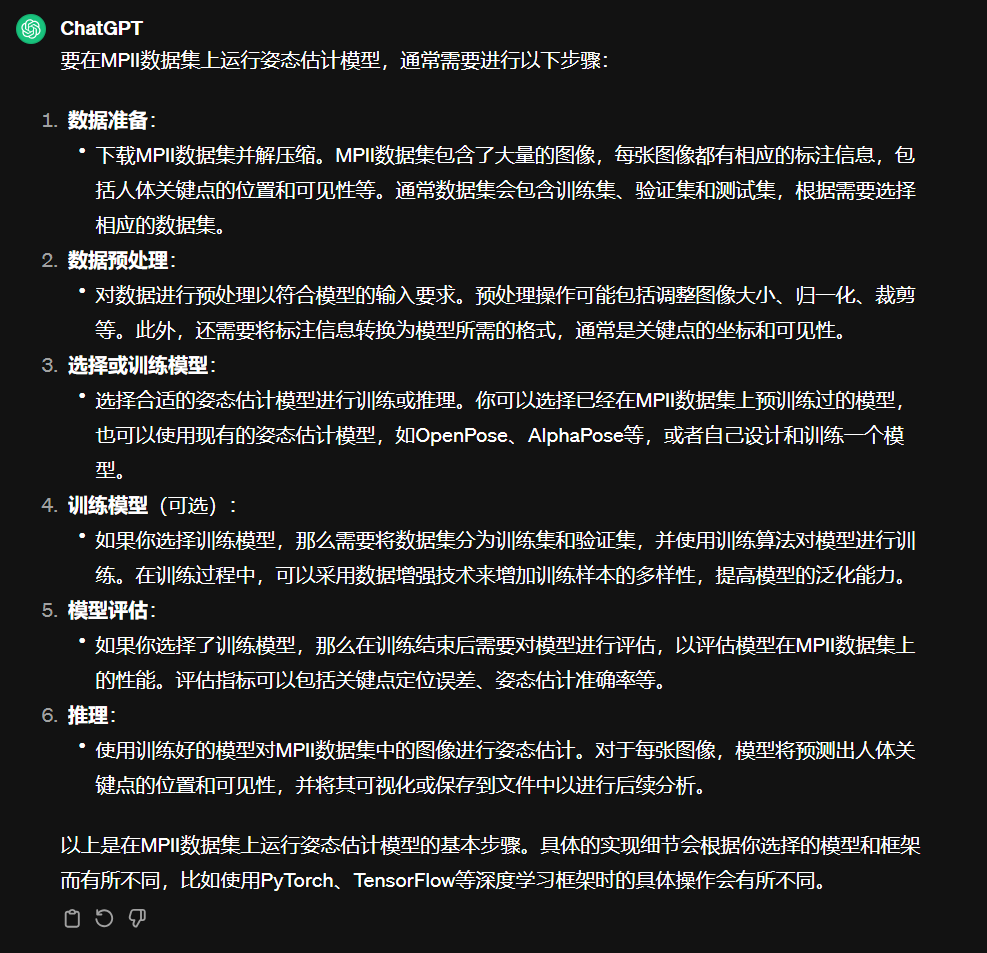 ChatGPT
要在MPII数据集上运行姿态估计模型，通常需要进行以下步骤：
1. 数据准备：
• 下载MPII数据集并解压缩。MPII数据集包含了大量的图像，每张图像都有相应的标注信息，包
括人体关键点的位置和可见性等。通常数据集会包含训练集、验证集和测试集，根据需要选择
相应的数据集。
2. 数据预处理：
• 对数据进行预处理以符合模型的输入要求。预处理操作可能包括调整图像大小、归一化、裁剪
等。此外，还需要将标注信息转换为模型所需的格式，通常是关键点的坐标和可见性。
3. 选择或训练模型：
• 选择合适的姿态估计模型进行训练或推理。你可以选择已经在MPII数据集上预训练过的模型，
也可以使用现有的姿态估计模型，如OpenPose、AlphaPose等，或者自己设计和训练一个模
型。
4. 训练模型（可选）：
• 如果你选择训练模型，那么需要将数据集分为训练集和验证集，并使用训练算法对模型进行训
练。在训练过程中，可以采用数据增强技术来增加训练样本的多样性，提高模型的泛化能力。
5. 模型评估：
• 如果你选择了训练模型，那么在训练结束后需要对模型进行评估，以评估模型在MPII数据集上
的性能。评估指标可以包括关键点定位误差、姿态估计准确率等。
6. 推理：
• 使用训练好的模型对MPII数据集中的图像进行姿态估计。对于每张图像，模型将预测出人体关
键点的位置和可见性，并将其可视化或保存到文件中以进行后续分析。
以上是在MPII数据集上运行姿态估计模型的基本步骤。具体的实现细节会根据你选择的模型和框架
而有所不同，比如使用PyTorch、TensorFlow等深度学习框架时的具体操作会有所不同。